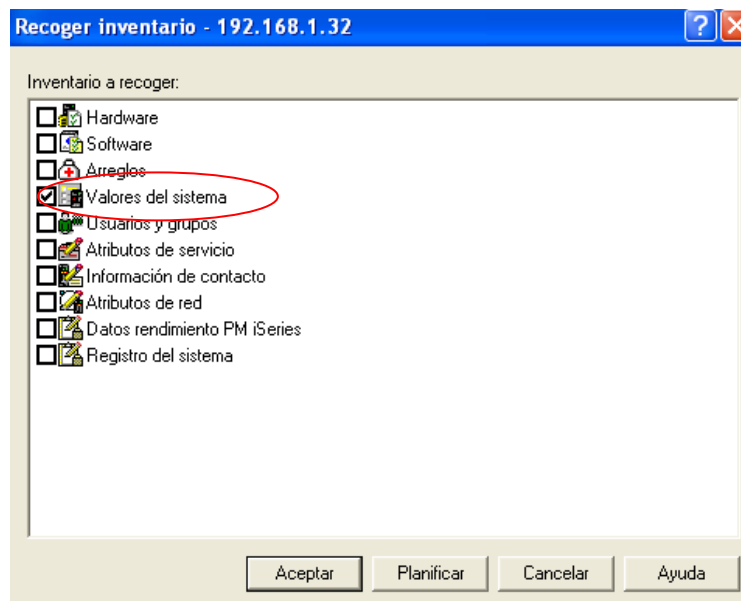 Recoger inventario - 192.168.1.32
Inventario a recoger:
Hardware
Software
Arreglos
Valores del sistema
Usuarios y grupos
Atributos de servicio
Información de contacto
Atributos de red
Datos rendimiento PM iSeries
Registro del sistema
Aceptar Planificar Cancelar Ayuda